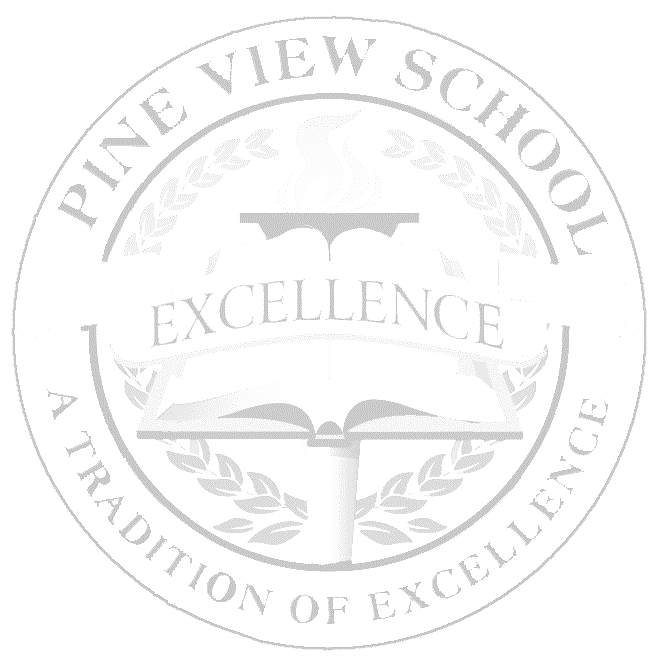 PINE VIEW SCHOOL
EXCELLENCE
A TRADITION OF EXCELLENCE